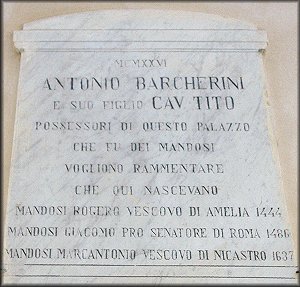 MCMXXVI
ANTONIO BARCHERINI
E SUO FIGLIO CAV TITO
POSSESSORI DI QUESTO PALAZZO
CHE FU DEI MANDOSI
VOGLIONO RAMMENTARE
CHE QUI NASCEVANO
MANDOSI ROGERO VESCOVO DI AMELIA 1444
MANDOSI GIACOMO PRO SENATORE DI ROMA 1486
MANDOSI MARCANTONIO VESCOVO DI NICASTRO 1637